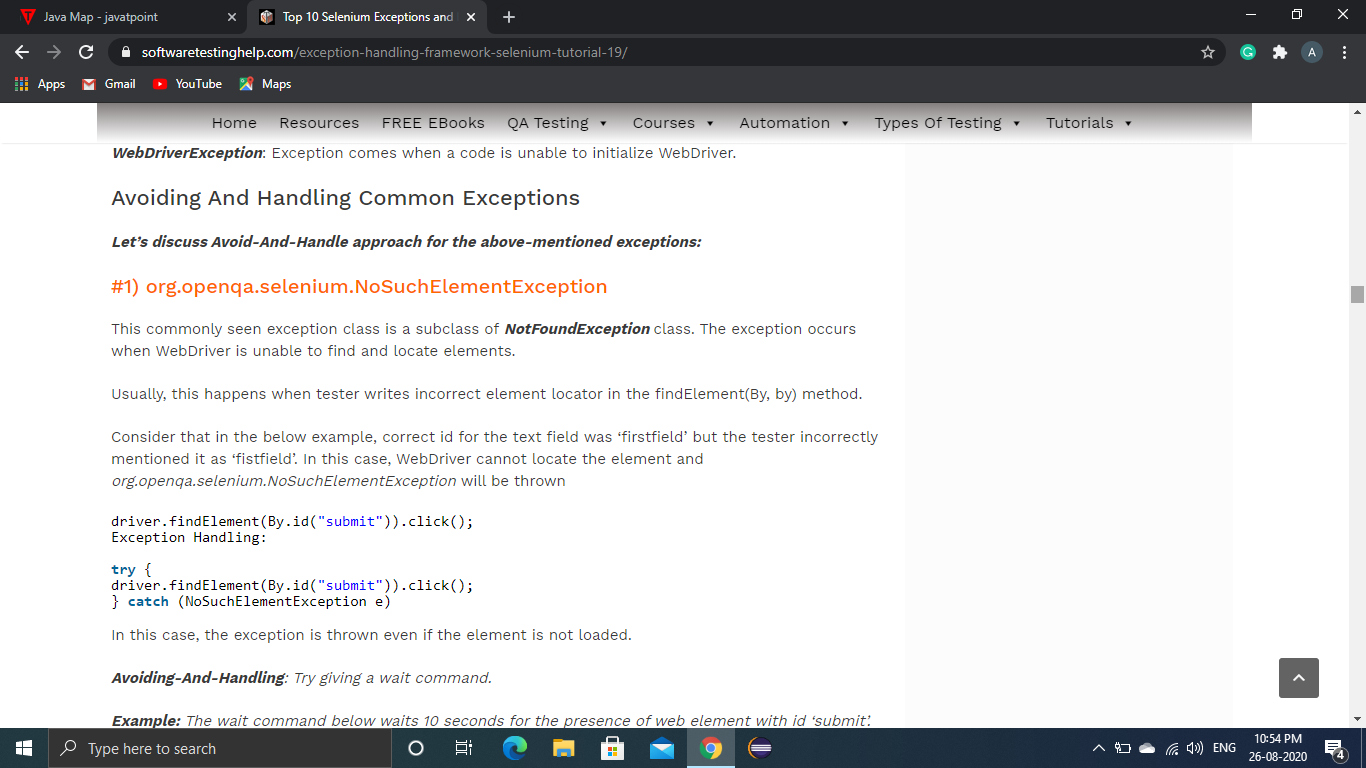 Java Map - javatpoint
Top 10 Selenium Exceptions and
softwaretestinghelp.com/exception-handling-framework-selenium-tutorial-19/
G
A
Apps Gmail YouTube Maps
Home Resources FREE EBooks QA Testing ▾ Courses ▾ Automation ▾ Types Of Testing ▾ Tutorials ▾
WebDriverException: Exception comes when a code is unable to initialize WebDriver.
Avoiding And Handling Common Exceptions
Let’s discuss Avoid-And-Handle approach for the above-mentioned exceptions:
#1) org.openqa.selenium.NoSuchElementException
This commonly seen exception class is a subclass of NotFoundException class. The exception occurs
when WebDriver is unable to find and locate elements.
Usually, this happens when tester writes incorrect element locator in the findElement(By, by) method.
Consider that in the below example, correct id for the text field was ‘firstfield’ but the tester incorrectly
mentioned it as ‘fistfield’. In this case, WebDriver cannot locate the element and
org.openqa.selenium.NoSuchElementException will be thrown
driver.findElement(By.id("submit")).click();
Exception Handling:
try {
driver.findElement(By.id("submit")).click();
} catch (NoSuchElementException e)
In this case, the exception is thrown even if the element is not loaded.
Avoiding-And-Handling: Try giving a wait command.
Example: The wait command below waits 10 seconds for the presence of web element with id ‘submit’.
Type here to search
ENG
10:54 PM
26-08-2020
4